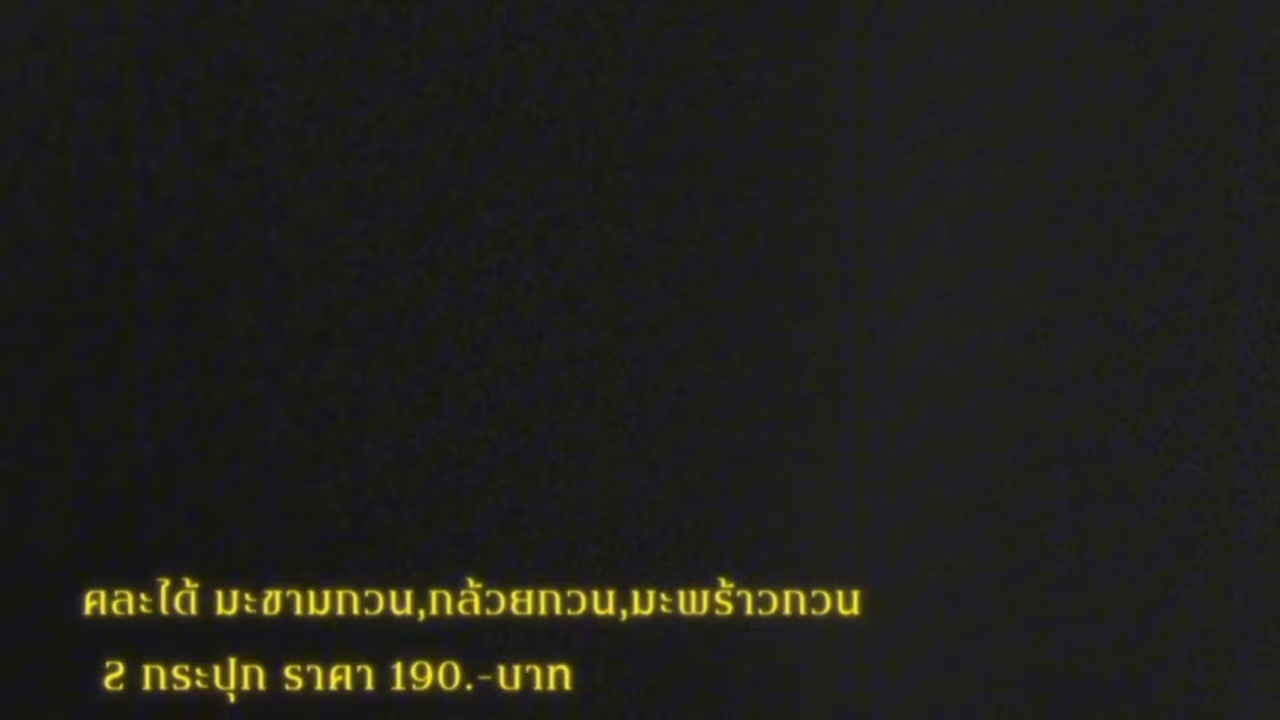 คละได้ มะขามกวน,กล้วยกวน,มะพร้าวกวน
2 กระปุก ราคา 190.-บาท